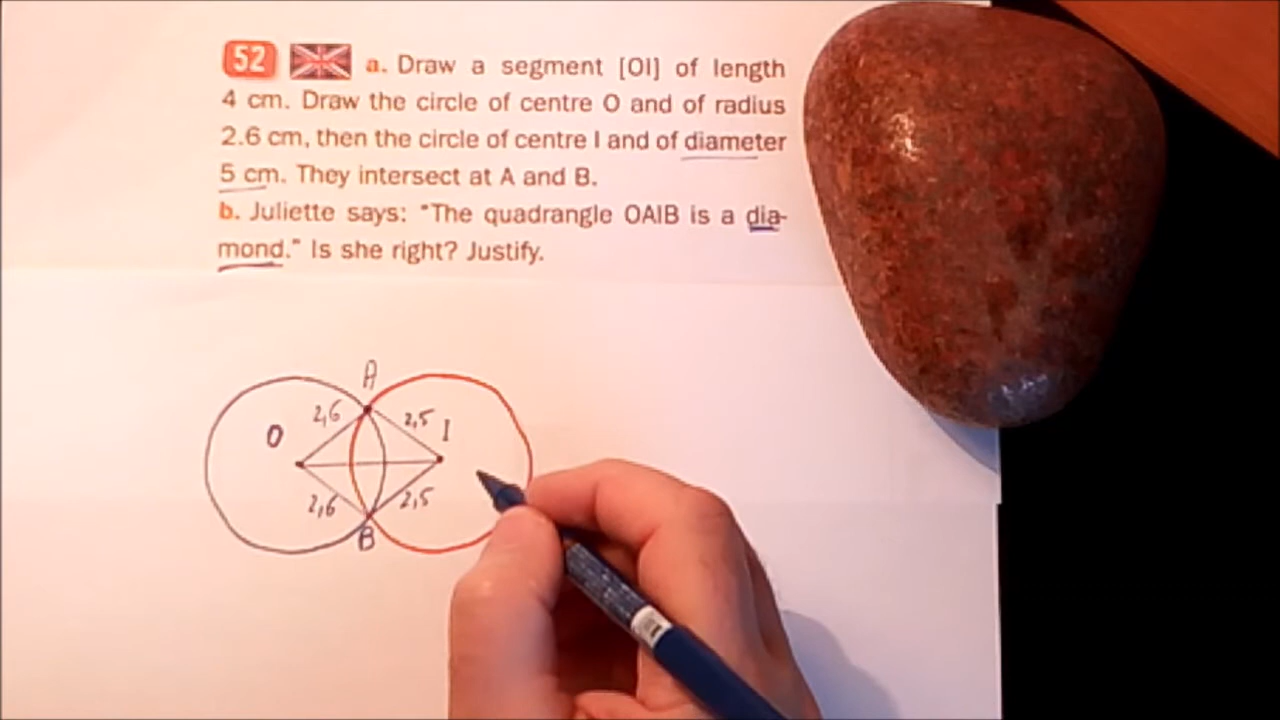 52 a. Draw a segment [OI] of length
4 cm. Draw the circle of centre O and of radius
2.6 cm, then the circle of centre I and of diameter
5 cm. They intersect at A and B.
b. Juliette says: "The quadrangle OAIB is a dia-
mond." Is she right? Justify.
A
2,6 2,5
O I
2,6 2,5
B